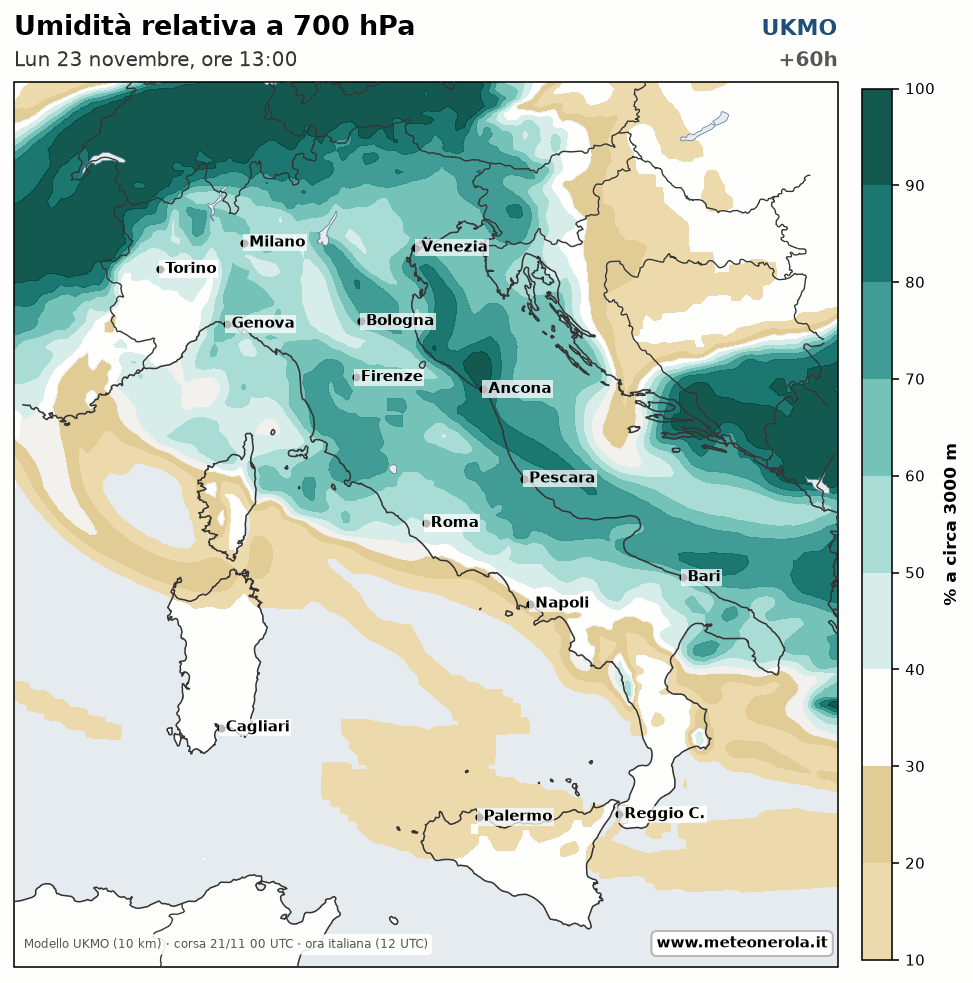 Umidità relativa a 700 hPa
UKMO
Lun 23 novembre, ore 13:00
+60h
100
90
80
70
60
50
40
30
20
10
% a circa 3000 m
Milano
Venezia
Torino
Genova
Bologna
Firenze
Ancona
Pescara
Roma
Bari
Napoli
Cagliari
Palermo
Reggio C.
Modello UKMO (10 km) · corsa 21/11 00 UTC · ora italiana (12 UTC)
www.meteonerola.it